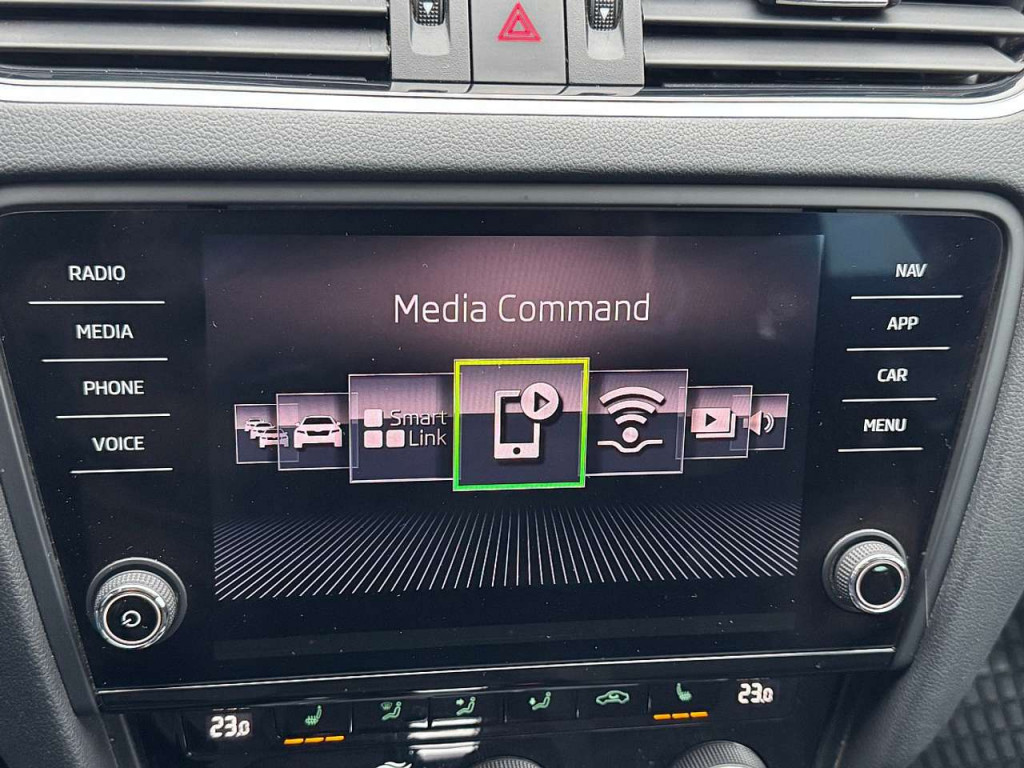 RADIO
MEDIA
PHONE
VOICE
Media Command
Smart
Link
NAV
APP
CAR
MENU
23.0
23.0